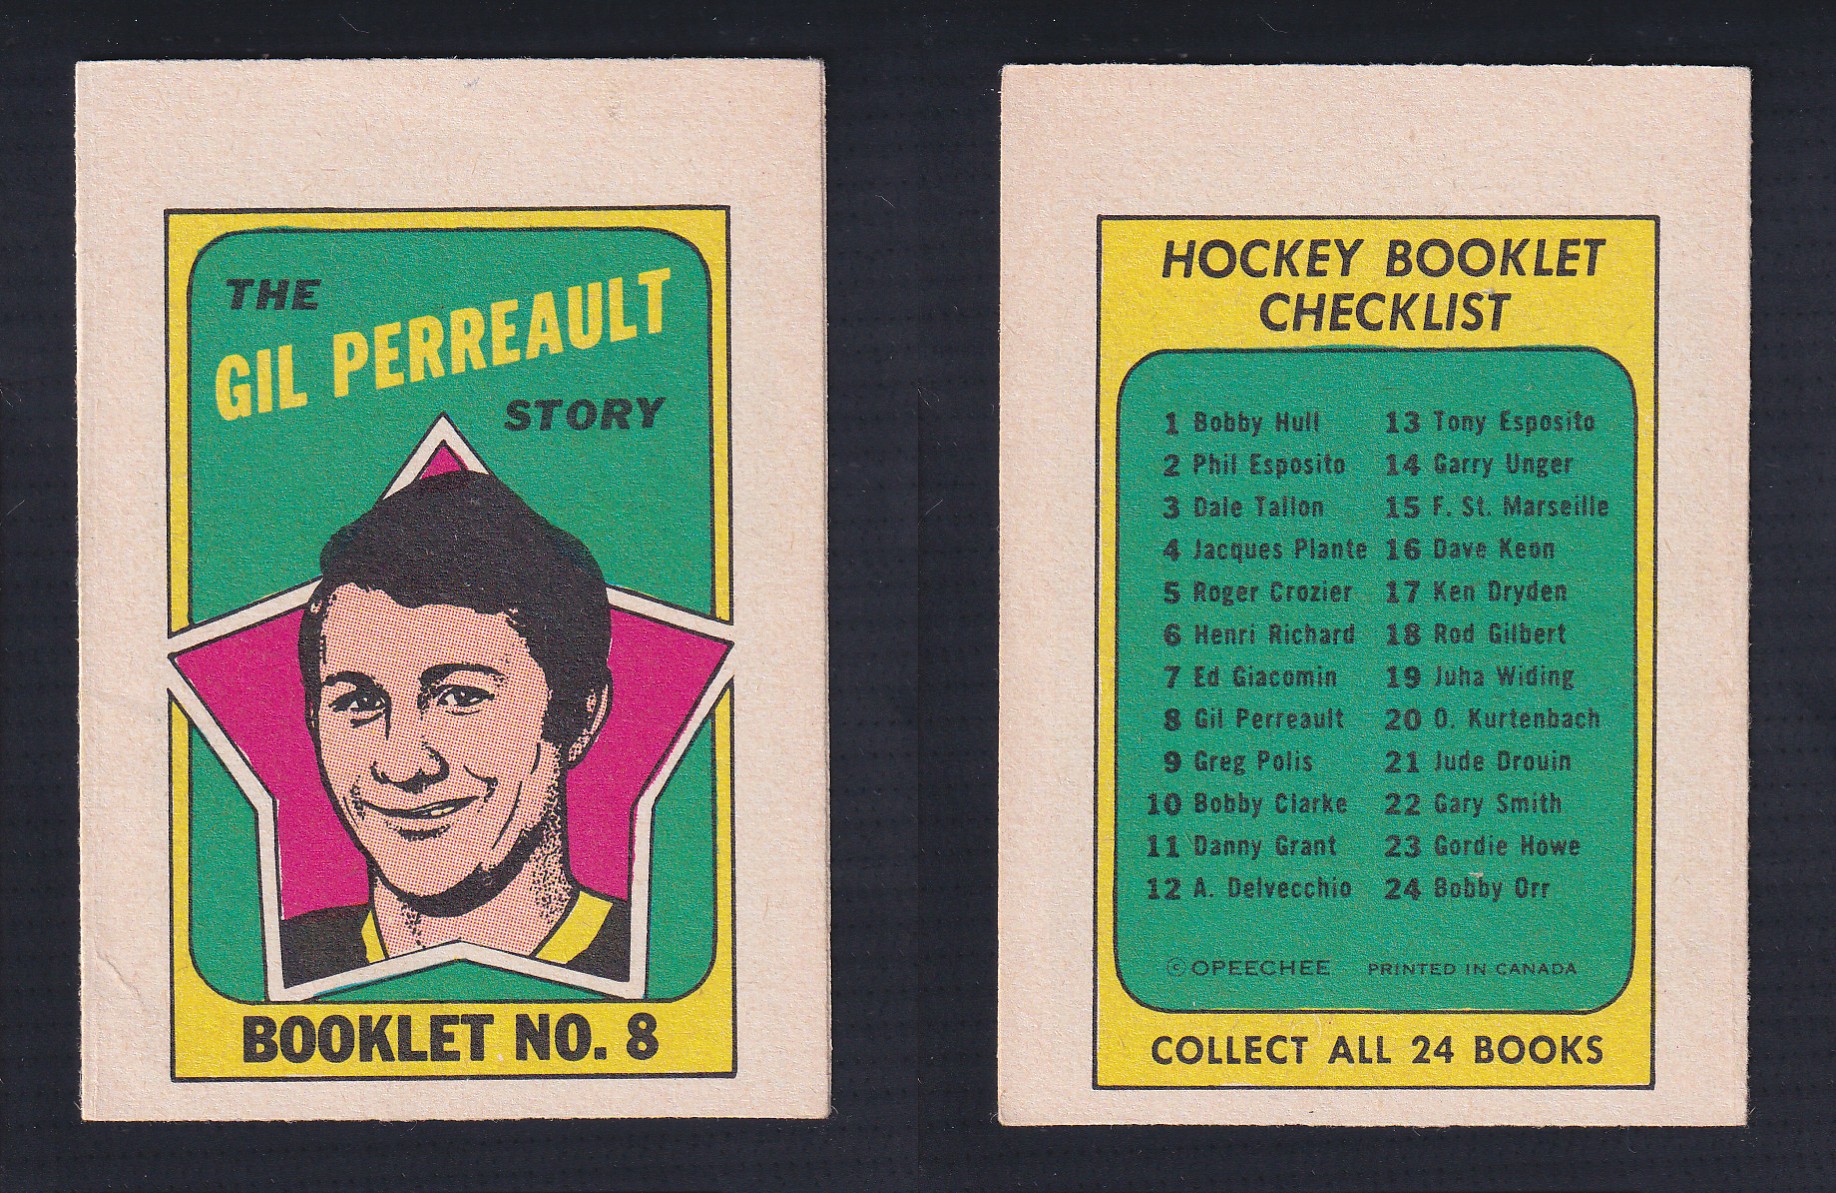 THE
GIL PERREAULT
STORY
BOOKLET NO. 8
HOCKEY BOOKLET
CHECKLIST
1 Bobby Hull
2 Phil Esposito
3 Dale Tallon
4 Jacques Plante
5 Roger Crozier
6 Henri Richard
7 Ed Giacomin
8 Gil Perreault
9 Greg Polis
10 Bobby Clarke
11 Danny Grant
12 A. Delvecchio
13 Tony Esposito
14 Garry Unger
15 F. St. Marseille
16 Dave Keon
17 Ken Dryden
18 Rod Gilbert
19 Juha Widing
20 O. Kurtenbach
21 Jude Drouin
22 Gary Smith
23 Gordie Howe
24 Bobby Orr
© OPEECHEE PRINTED IN CANADA
COLLECT ALL 24 BOOKS